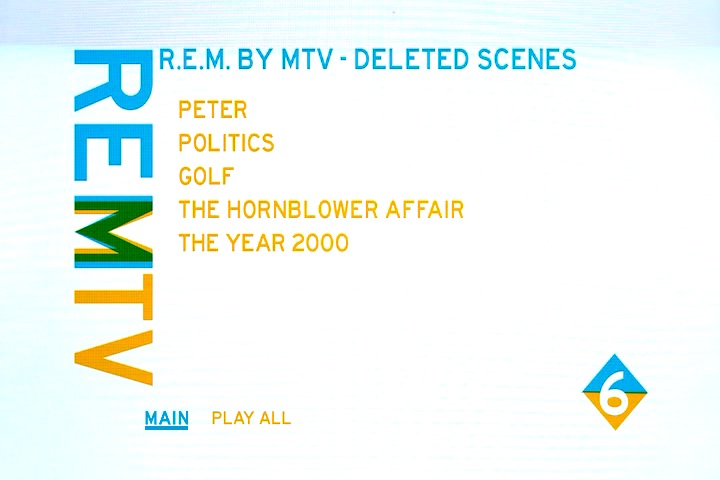 R.E.M. BY MTV - DELETED SCENES
REMTV
PETER
POLITICS
GOLF
THE HORNBLOWER AFFAIR
THE YEAR 2000
MAIN PLAY ALL
6